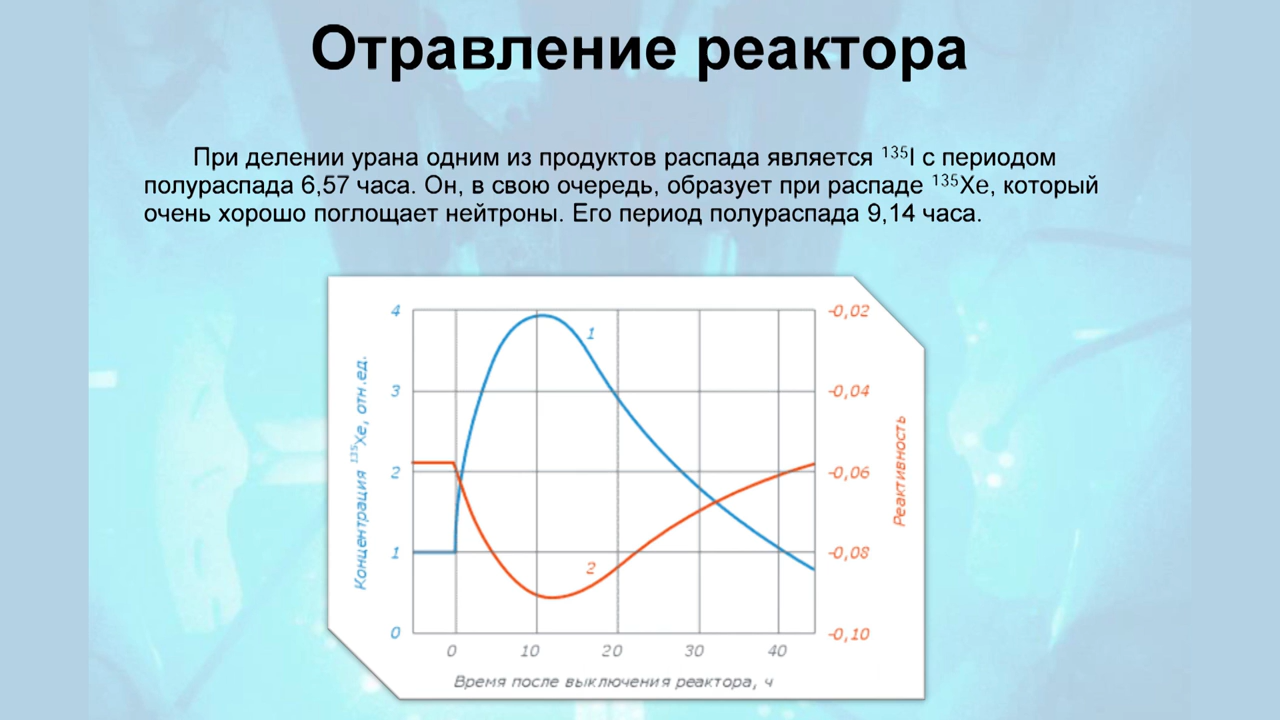 Отравление реактора
При делении урана одним из продуктов распада является ¹³⁵I с периодом
полураспада 6,57 часа. Он, в свою очередь, образует при распаде ¹³⁵Xe, который
очень хорошо поглощает нейтроны. Его период полураспада 9,14 часа.
Концентрация ¹³⁵Xe, отн.ед.
4
3
2
1
0
1
2
-0,02
-0,04
-0,06
-0,08
-0,10
Реактивность
0 10 20 30 40
Время после выключения реактора, ч